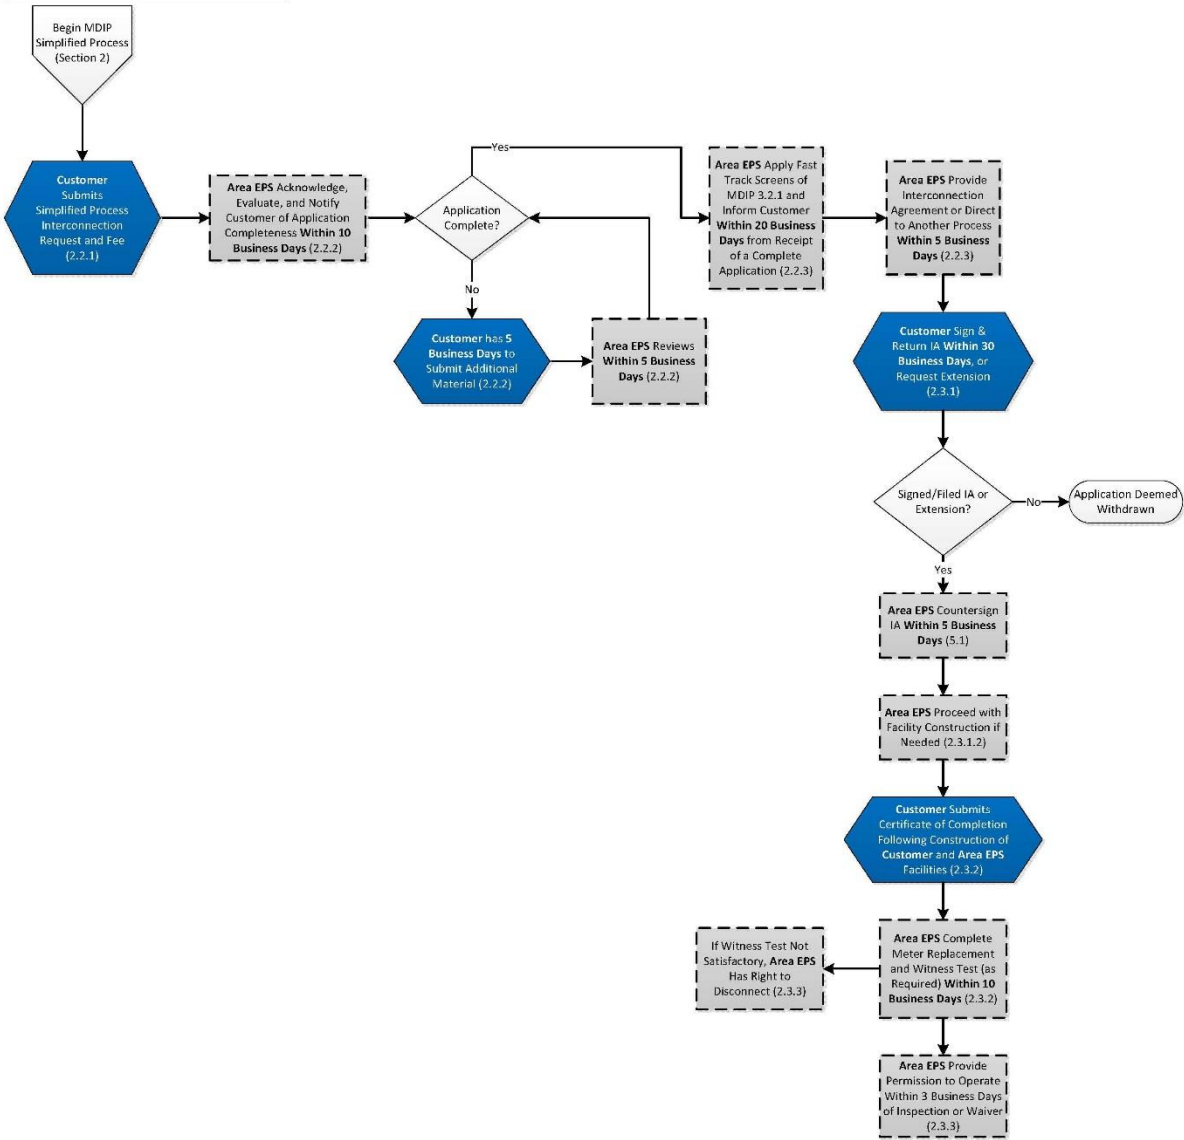 Begin MDIP
Simplified Process
(Section 2)
Customer
Submits
Simplified Process
Interconnection
Request and Fee
(2.2.1)
Area EPS Acknowledge,
Evaluate, and Notify
Customer of Application
Completeness Within 10
Business Days (2.2.2)
Application
Complete?
Yes
No
Customer has 5
Business Days to
Submit Additional
Material (2.2.2)
Area EPS Reviews
Within 5 Business
Days (2.2.2)
Area EPS Apply Fast
Track Screens of
MDIP 3.2.1 and
Inform Customer
Within 20 Business
Days from Receipt
of a Complete
Application (2.2.3)
Area EPS Provide
Interconnection
Agreement or Direct
to Another Process
Within 5 Business
Days (2.2.3)
Customer Sign &
Return IA Within 30
Business Days, or
Request Extension
(2.3.1)
Signed/Filed IA or
Extension?
No
Application Deemed
Withdrawn
Yes
Area EPS Countersign
IA Within 5 Business
Days (5.1)
Area EPS Proceed with
Facility Construction if
Needed (2.3.1.2)
Customer Submits
Certificate of Completion
Following Construction of
Customer and Area EPS
Facilities (2.3.2)
Area EPS Complete
Meter Replacement
and Witness Test (as
Required) Within 10
Business Days (2.3.2)
If Witness Test Not
Satisfactory, Area EPS
Has Right to
Disconnect (2.3.3)
Area EPS Provide
Permission to Operate
Within 3 Business Days
of Inspection or Waiver
(2.3.3)